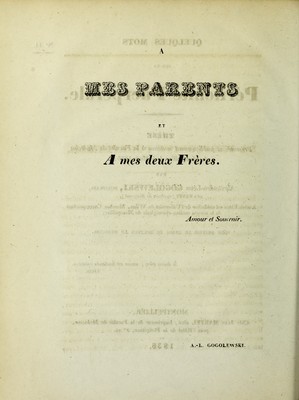 A
MES PARENTS
ET
A mes deux Frères.
Amour et Souvenir.
A.-L. GOGOLEWSKI.